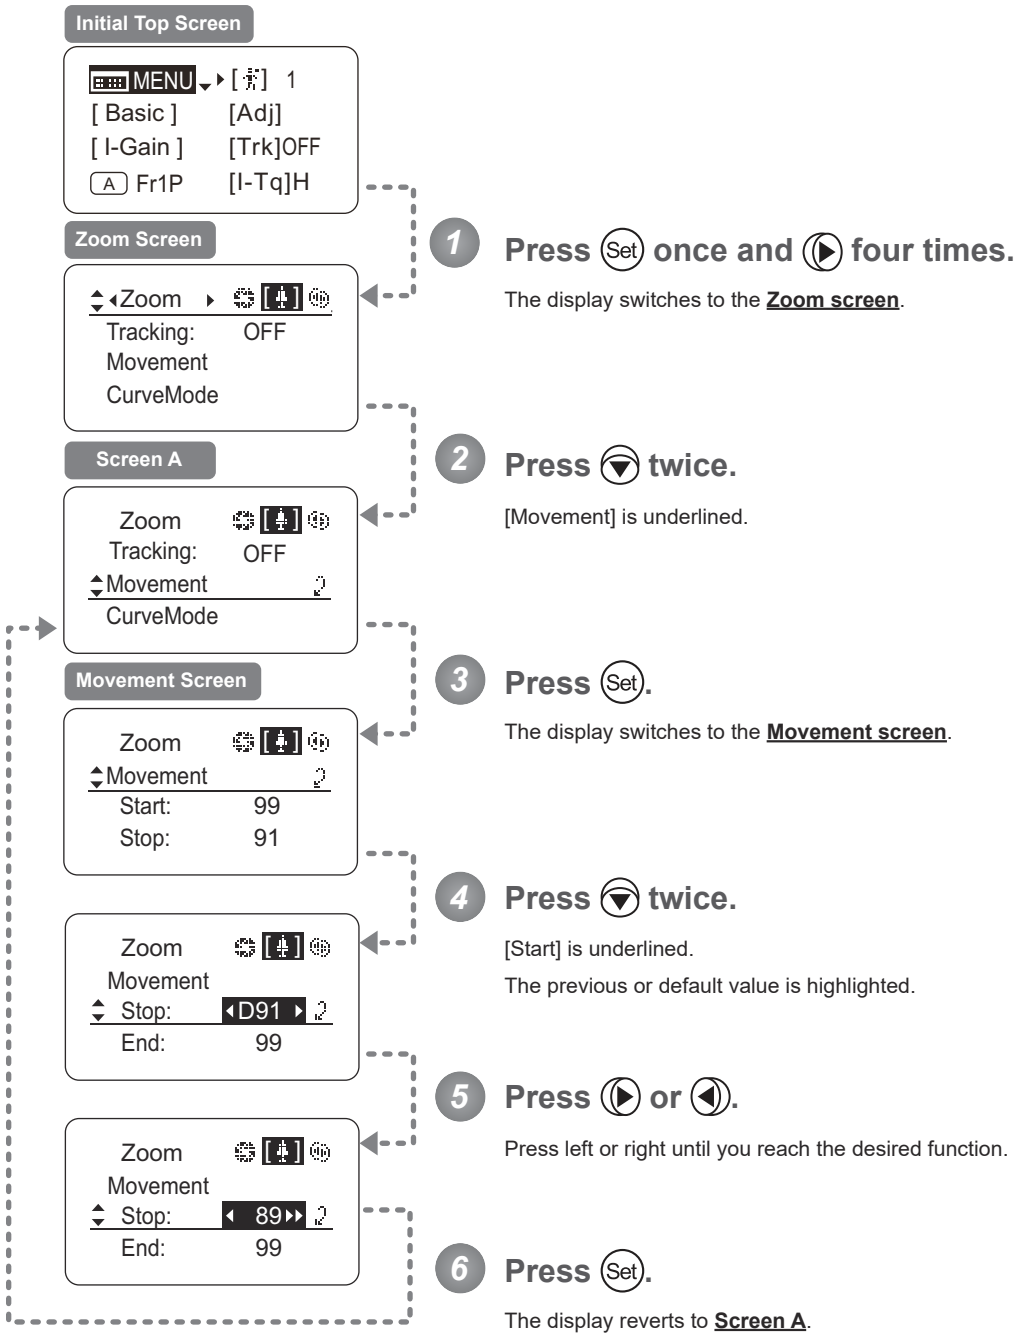 Initial Top Screen
MENU [ ] 1
[ Basic ] [Adj]
[ I-Gain ] [Trk]OFF
A Fr1P [I-Tq]H
Zoom Screen
1 Press Set once and four times.
The display switches to the Zoom screen.
Zoom [ ]
Tracking: OFF
Movement
CurveMode
Screen A
2 Press twice.
[Movement] is underlined.
Zoom [ ]
Tracking: OFF
Movement
CurveMode
Movement Screen
3 Press Set.
The display switches to the Movement screen.
Zoom [ ]
Movement
Start: 99
Stop: 91
4 Press twice.
[Start] is underlined.
The previous or default value is highlighted.
Zoom [ ]
Movement
Stop: D91
End: 99
5 Press or .
Press left or right until you reach the desired function.
Zoom [ ]
Movement
Stop: 89
End: 99
6 Press Set.
The display reverts to Screen A.